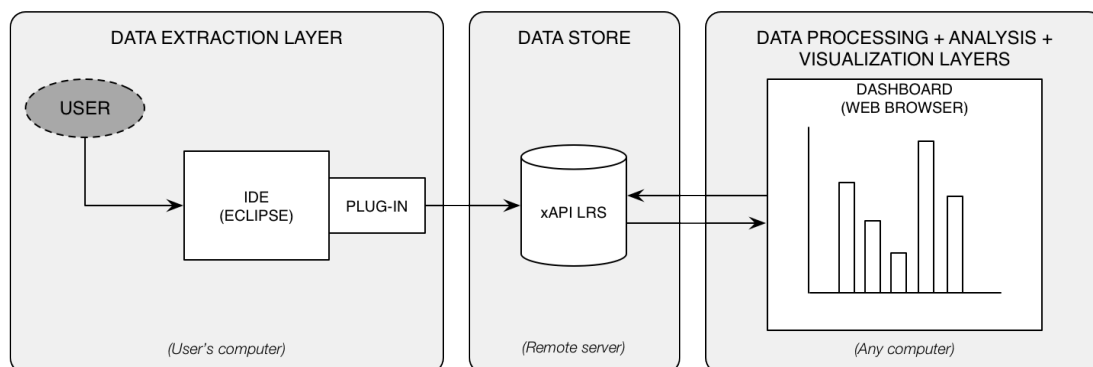 DATA EXTRACTION LAYER
USER
IDE
(ECLIPSE)
PLUG-IN
(User's computer)
DATA STORE
xAPI LRS
(Remote server)
DATA PROCESSING + ANALYSIS +
VISUALIZATION LAYERS
DASHBOARD
(WEB BROWSER)
(Any computer)